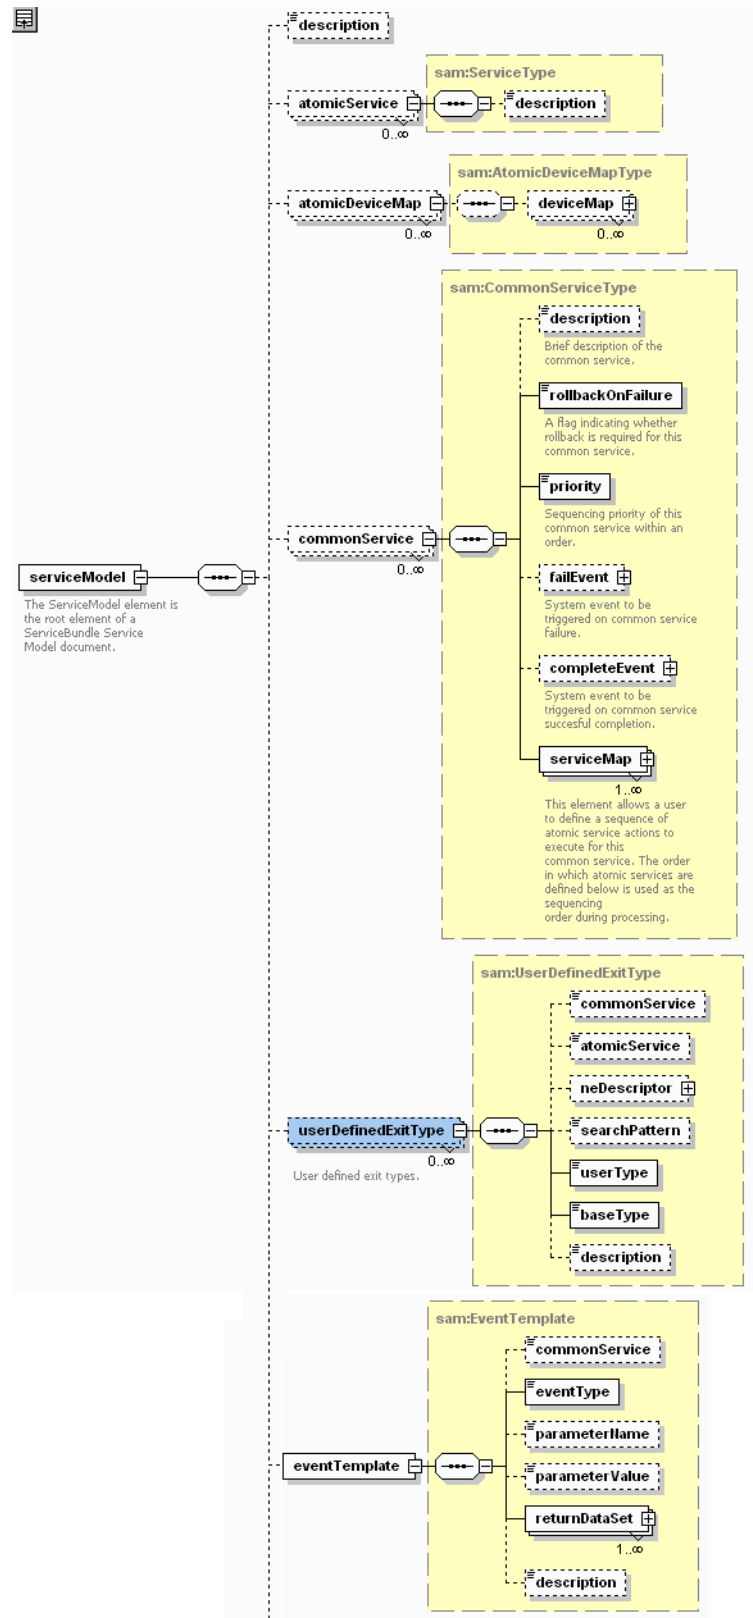 description
sam:ServiceType
atomicService
description
0..∞
sam:AtomicDeviceMapType
atomicDeviceMap
deviceMap
0..∞
0..∞
sam:CommonServiceType
description
Brief description of the
common service.
rollbackOnFailure
A flag indicating whether
rollback is required for this
common service.
priority
Sequencing priority of this
common service within an
order.
commonService
0..∞
failEvent
System event to be
triggered on common service
failure.
serviceModel
The ServiceModel element is
the root element of a
ServiceBundle Service
Model document.
completeEvent
System event to be
triggered on common service
succesful completion.
serviceMap
1..∞
This element allows a user
to define a sequence of
atomic service actions to
execute for this
common service. The order
in which atomic services are
defined below is used as the
sequencing
order during processing.
sam:UserDefinedExitType
commonService
atomicService
neDescriptor
userDefinedExitType
0..∞
User defined exit types.
searchPattern
userType
baseType
description
sam:EventTemplate
commonService
eventType
parameterName
eventTemplate
parameterValue
returnDataSet
1..∞
description